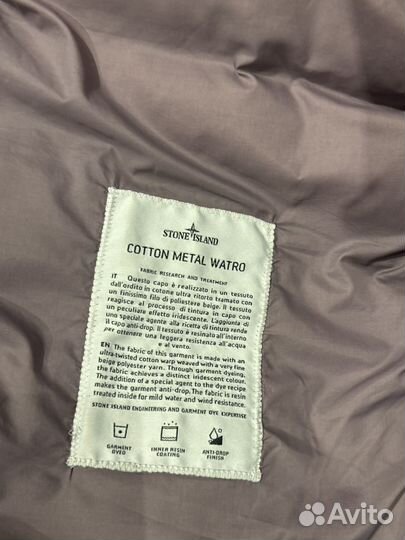 STONE ISLAND
COTTON METAL WATRO
FABRIC RESEARCH AND TREATMENT
IT Questo capo è realizzato in un tessuto
dall'ordito in cotone ultra ritorto tramato con
un finissimo filo di poliestere beige. Il tessuto
reagisce al processo di tintura in capo con
un peculiare effetto iridescente. L'aggiunta di
uno speciale agente alla ricetta di tintura rende
il capo anti-drop. Il tessuto è resinato all'interno
per ottenere una leggera resistenza all'acqua
e al vento.
EN The fabric of this garment is made with an
ultra-twisted cotton warp weaved with a very fine
beige polyester yarn. Through garment dyeing,
the fabric achieves a distinct iridescent colour.
The addition of a special agent to the dye recipe
makes the garment anti-drop. The fabric is resin
treated inside for mild water and wind resistance.
STONE ISLAND ENGINEERING AND GARMENT DYE EXPERTISE
GARMENT
DYED
INNER RESIN
COATING
ANTI-DROP
FINISH
Avito